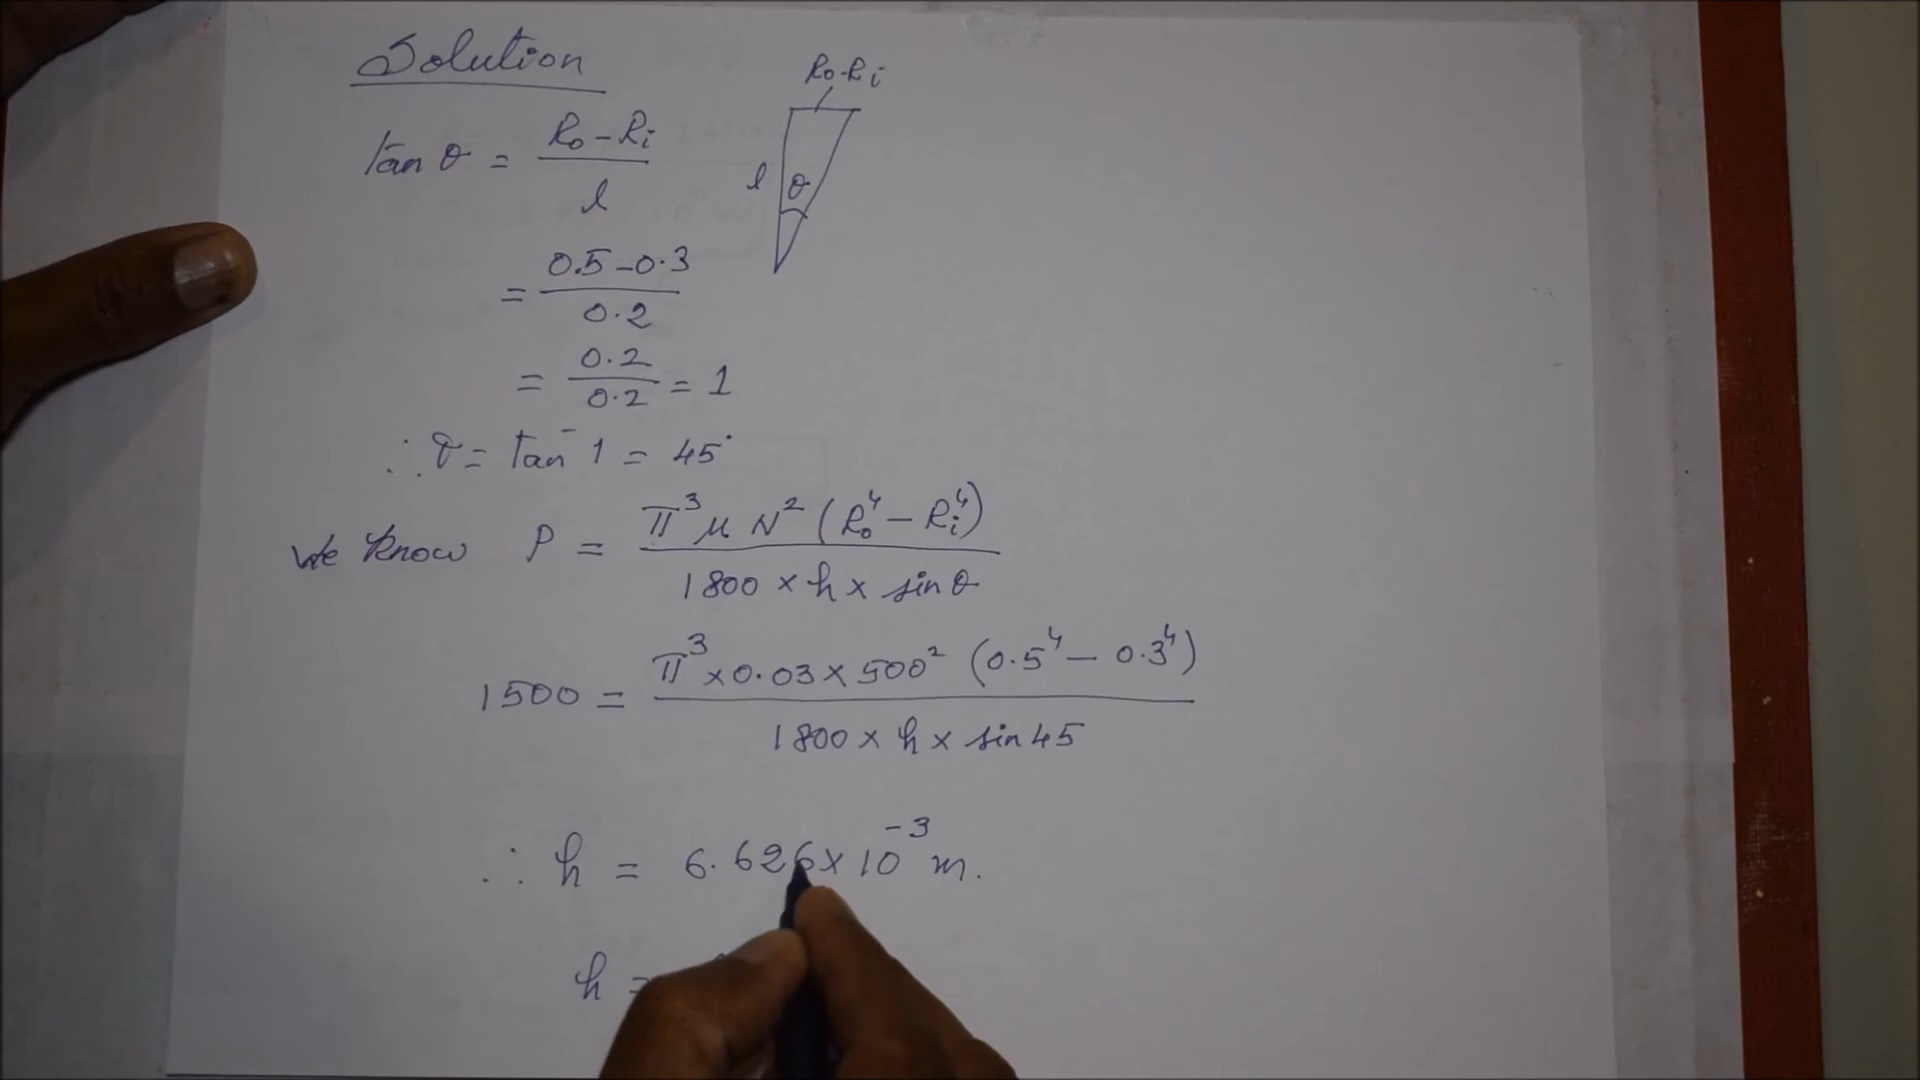 Solution
Ro-Ri
tan θ = Ro-Ri / l
l θ
= 0.5-0.3 / 0.2
= 0.2 / 0.2 = 1
∴ θ = tan⁻ 1 = 45°
We know P = π³ μ N² (Ro⁴ - Ri⁴) / 1800 × h × sin θ
1500 = π³ × 0.03 × 500² (0.5⁴ - 0.3⁴) / 1800 × h × sin 45
∴ h = 6.626 × 10⁻³ m.
h =